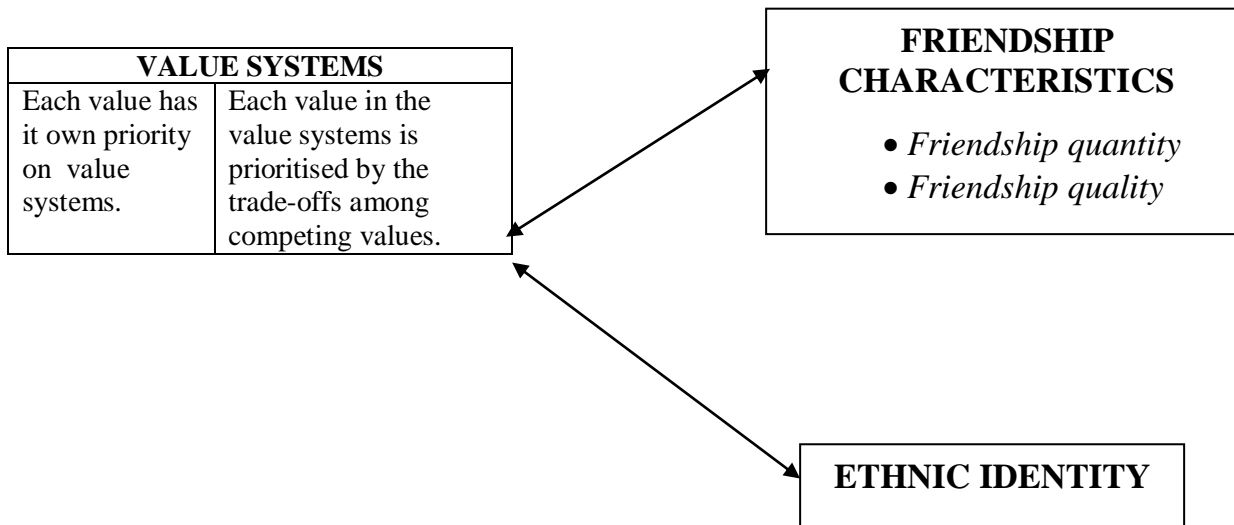 VALUE SYSTEMS
Each value has
it own priority
on value
systems.
Each value in the
value systems is
prioritised by the
trade-offs among
competing values.
FRIENDSHIP
CHARACTERISTICS
• Friendship quantity
• Friendship quality
ETHNIC IDENTITY